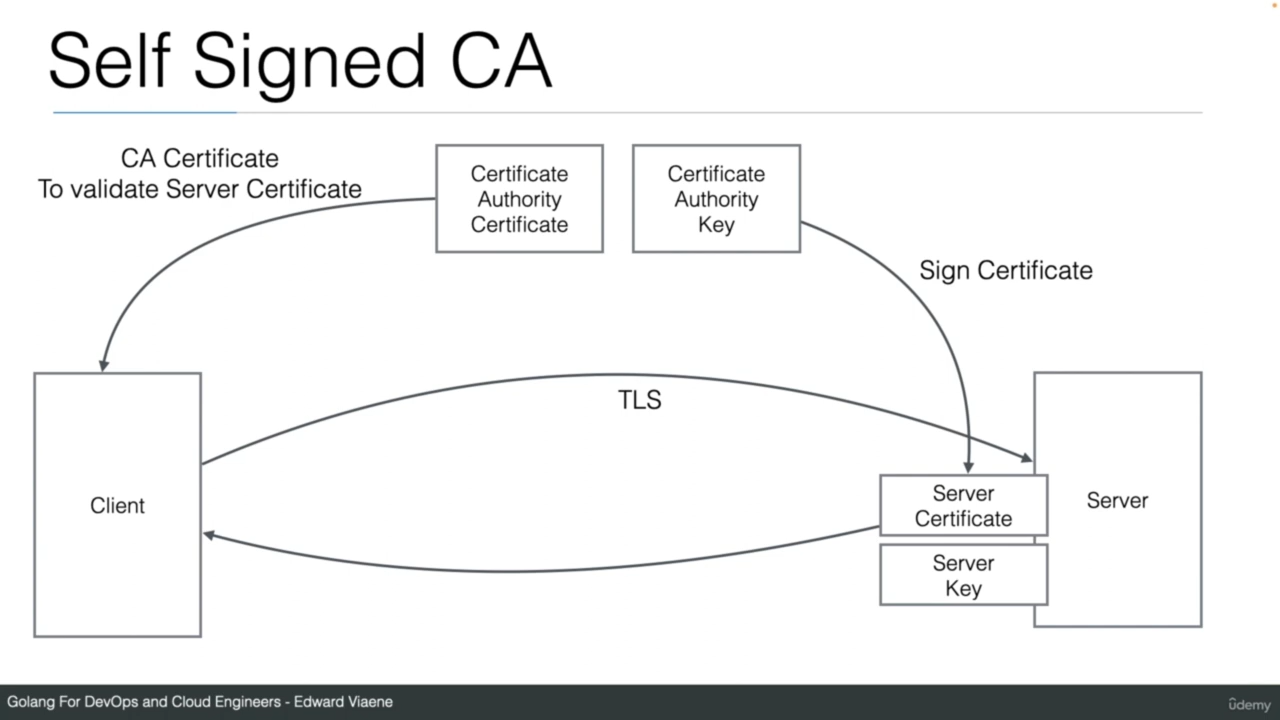 Self Signed CA
CA Certificate
To validate Server Certificate
Certificate
Authority
Certificate
Certificate
Authority
Key
Sign Certificate
TLS
Client
Server
Certificate
Server
Key
Server
Golang For DevOps and Cloud Engineers - Edward Viaene
ûdemy